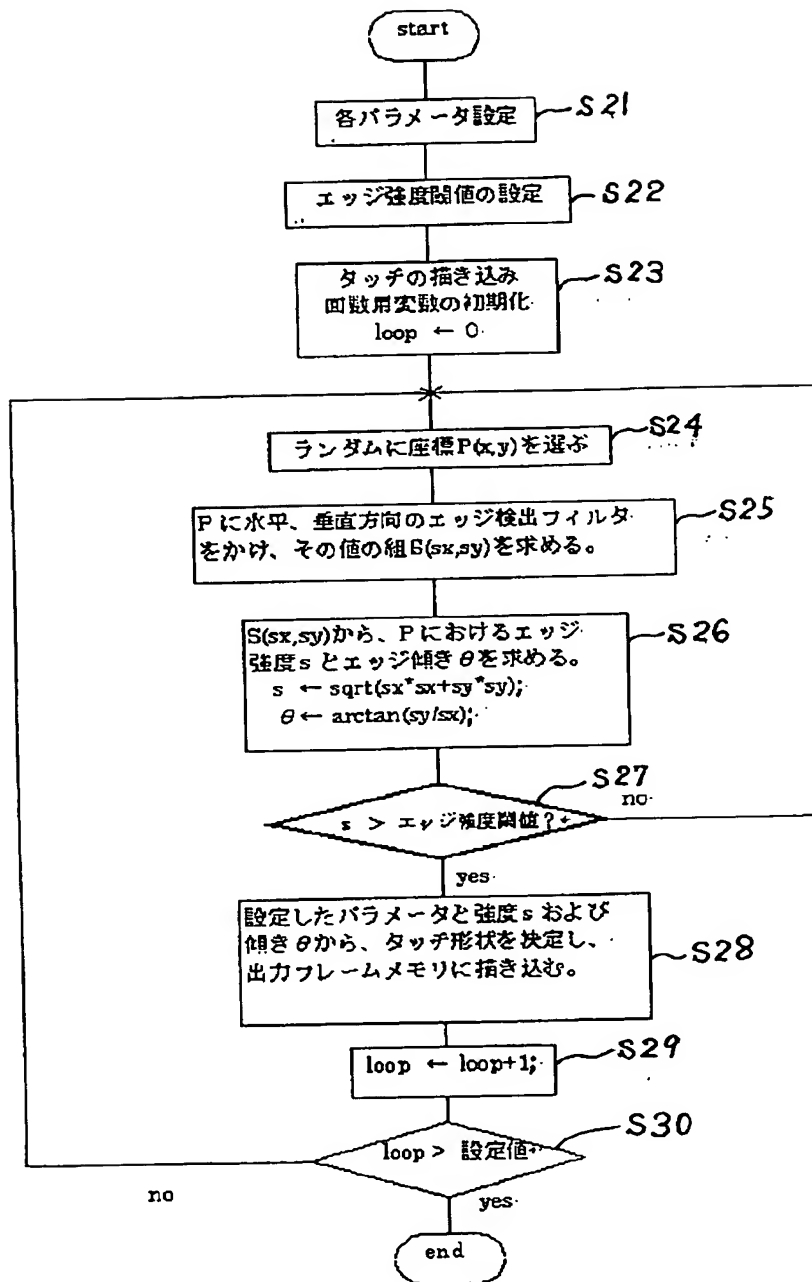 start
各パラメータ設定
S21
エッジ強度閾値の設定
S22
タッチの描き込み
回数用変数の初期化
loop ← 0
S23
ランダムに座標P(x,y)を選ぶ
S24
Pに水平、垂直方向のエッジ検出フィルタ
をかけ、その値の組S(sx,sy)を求める。
S25
S(sx,sy)から、Pにおけるエッジ
強度sとエッジ傾きθを求める。
s ← sqrt(sx*sx+sy*sy);
θ ← arctan(sy/sx);
S26
s > エッジ強度閾値?
S27
no
yes
設定したパラメータと強度sおよび
傾きθから、タッチ形状を決定し、
出力フレームメモリに描き込む。
S28
loop ← loop+1;
S29
loop > 設定値
S30
no
yes
end